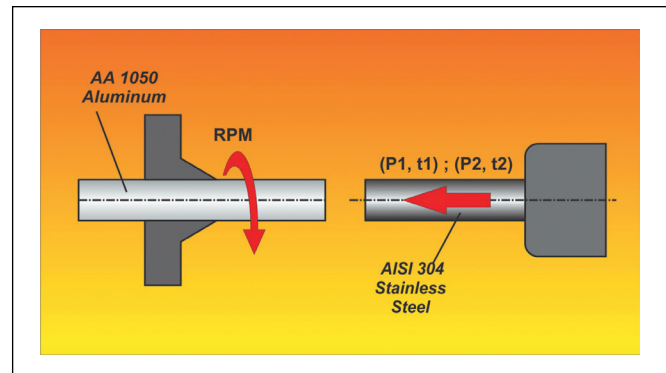 AA 1050
Aluminum
RPM
(P1, t1) ; (P2, t2)
AISI 304
Stainless
Steel